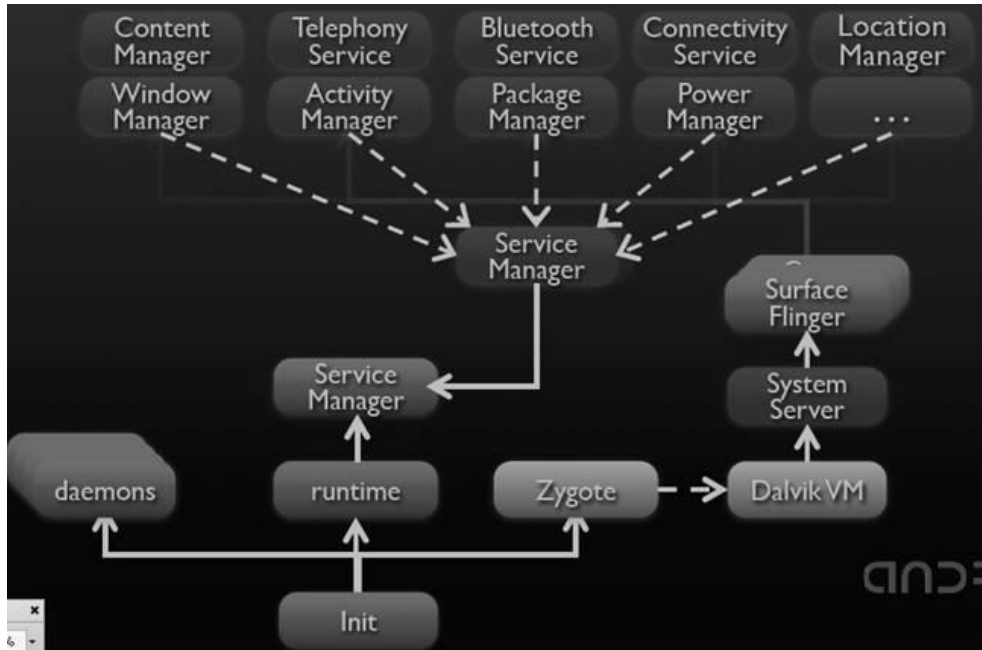 Content
Manager
Telephony
Service
Bluetooth
Service
Connectivity
Service
Location
Manager
Window
Manager
Activity
Manager
Package
Manager
Power
Manager
...
Service
Manager
Surface
Flinger
Service
Manager
System
Server
daemons
runtime
Zygote
Dalvik VM
Init